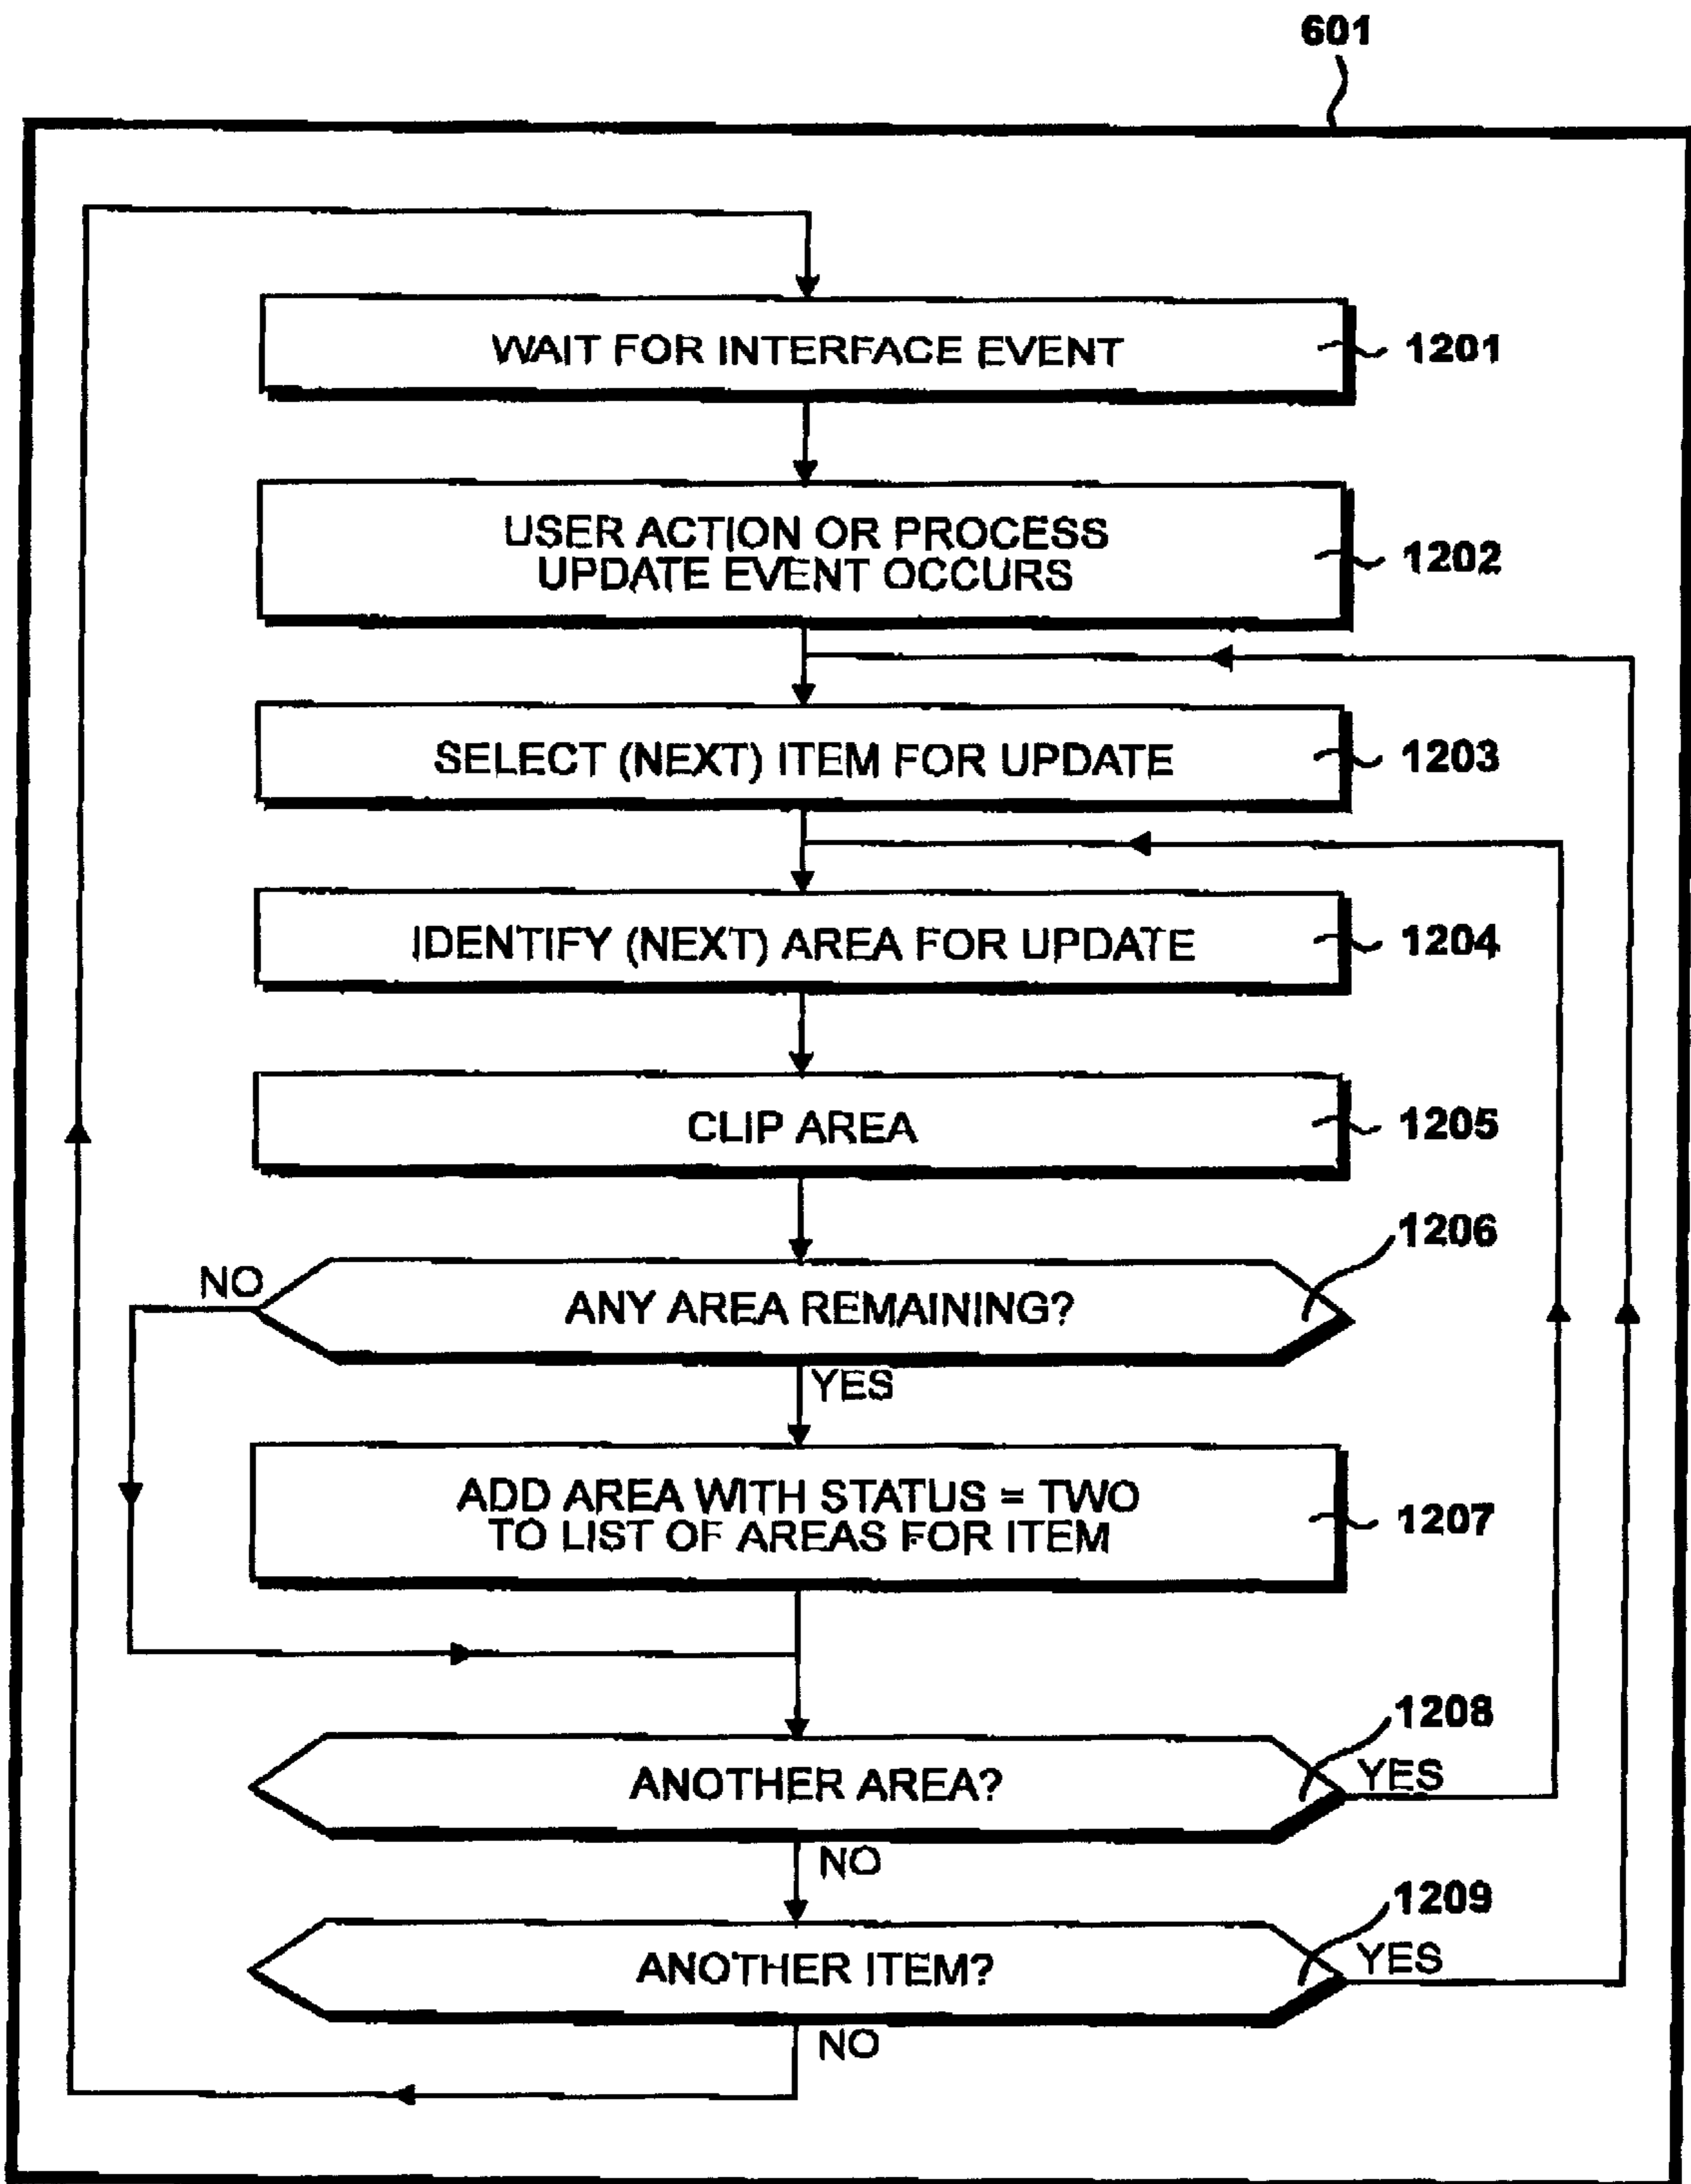 601
WAIT FOR INTERFACE EVENT
1201
USER ACTION OR PROCESS
UPDATE EVENT OCCURS
1202
SELECT (NEXT) ITEM FOR UPDATE
1203
IDENTIFY (NEXT) AREA FOR UPDATE
1204
CLIP AREA
1205
1206
NO
ANY AREA REMAINING?
YES
ADD AREA WITH STATUS = TWO
TO LIST OF AREAS FOR ITEM
1207
1208
ANOTHER AREA?
YES
NO
1209
ANOTHER ITEM?
YES
NO